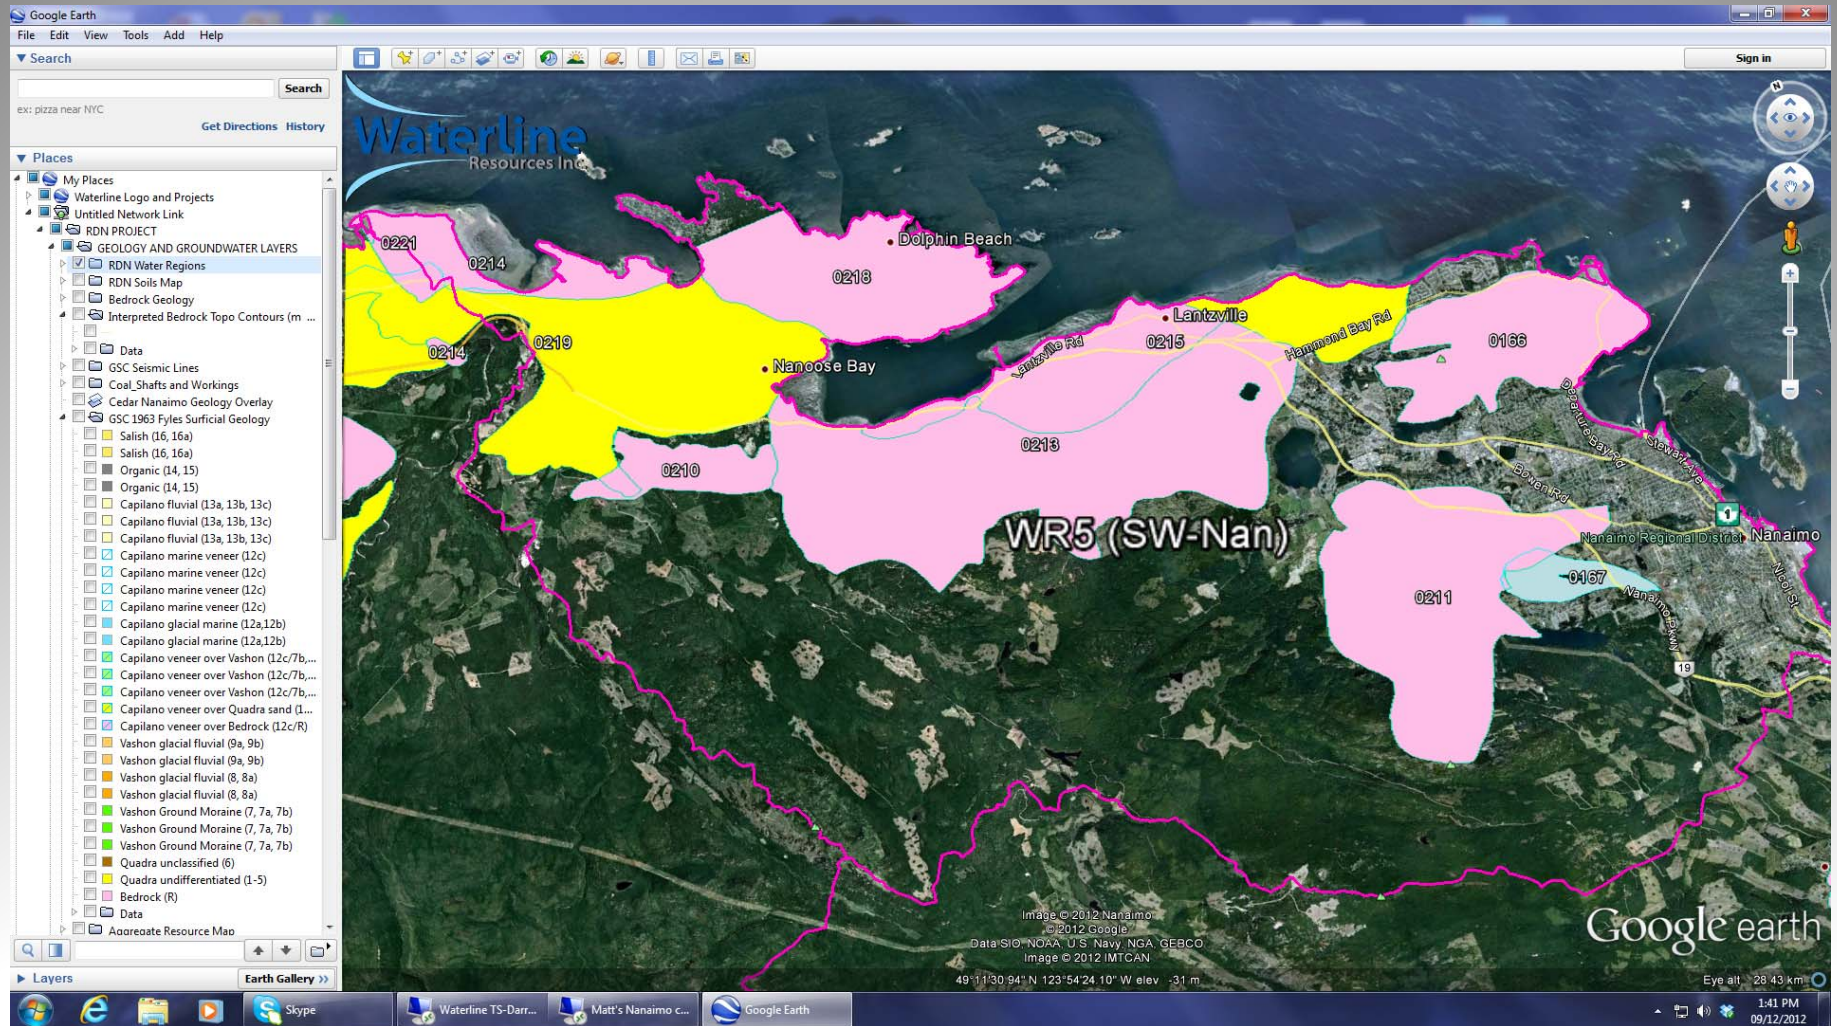 Google Earth
File Edit View Tools Add Help
Search
Search
ex: pizza near NYC
Get Directions History
Places
My Places
Waterline Logo and Projects
Untitled Network Link
RDN PROJECT
GEOLOGY AND GROUNDWATER LAYERS
RDN Water Regions
RDN Soils Map
Bedrock Geology
Interpreted Bedrock Topo Contours (m ...
Data
GSC Seismic Lines
Coal_Shafts and Workings
Cedar Nanaimo Geology Overlay
GSC 1963 Fyles Surficial Geology
Salish (16, 16a)
Salish (16, 16a)
Organic (14, 15)
Organic (14, 15)
Capilano fluvial (13a, 13b, 13c)
Capilano fluvial (13a, 13b, 13c)
Capilano fluvial (13a, 13b, 13c)
Capilano marine veneer (12c)
Capilano marine veneer (12c)
Capilano marine veneer (12c)
Capilano marine veneer (12c)
Capilano glacial marine (12a,12b)
Capilano glacial marine (12a,12b)
Capilano veneer over Vashon (12c/7b,...
Capilano veneer over Vashon (12c/7b,...
Capilano veneer over Vashon (12c/7b,...
Capilano veneer over Quadra sand (1...
Capilano veneer over Bedrock (12c/R)
Vashon glacial fluvial (9a, 9b)
Vashon glacial fluvial (9a, 9b)
Vashon glacial fluvial (8, 8a)
Vashon glacial fluvial (8, 8a)
Vashon Ground Moraine (7, 7a, 7b)
Vashon Ground Moraine (7, 7a, 7b)
Vashon Ground Moraine (7, 7a, 7b)
Quadra unclassified (6)
Quadra undifferentiated (1-5)
Bedrock (R)
Data
Aggregate Resource Map
Layers
Earth Gallery >>
Sign in
N
Waterline
Resources Inc.
0221
0214
0218
Dolphin Beach
0214
0219
Nanoose Bay
Lantzville
Lantzville Rd
0215
Hammond Bay Rd
0166
0210
0213
Departure Bay Rd
Stewart Ave
Bowen Rd
WR5 (SW-Nan)
1
Nanaimo Regional District
Nanaimo
0167
0211
Nanaimo Pkwy
Nicol St
19
Image © 2012 Nanaimo
© 2012 Google
Data SIO, NOAA, U.S. Navy, NGA, GEBCO
Image © 2012 IMTCAN
Google earth
49°11'30.94" N 123°54'24.10" W elev -31 m
Eye alt 28.43 km
Skype
Waterline TS-Darr...
Matt's Nanaimo c...
Google Earth
1:41 PM
09/12/2012